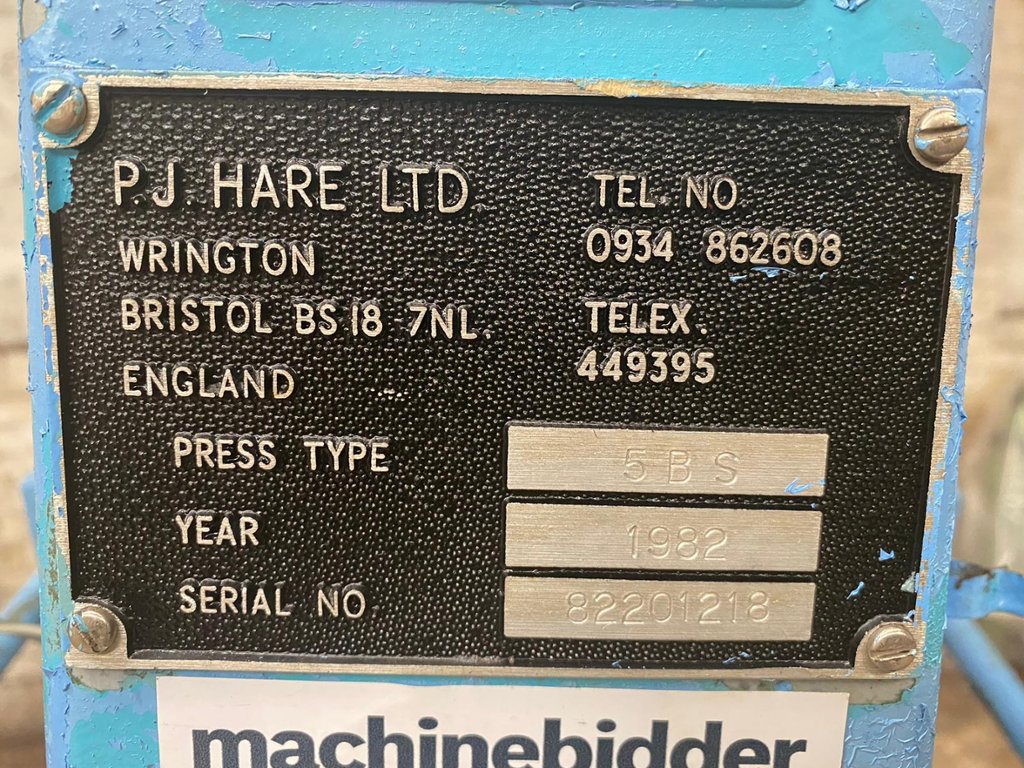 P.J. HARE LTD
WRINGTON
BRISTOL BS18 7NL.
ENGLAND
TEL. NO
0934 862608
TELEX.
449395
PRESS TYPE 5BS
YEAR 1982
SERIAL NO 82201218
machinebidder